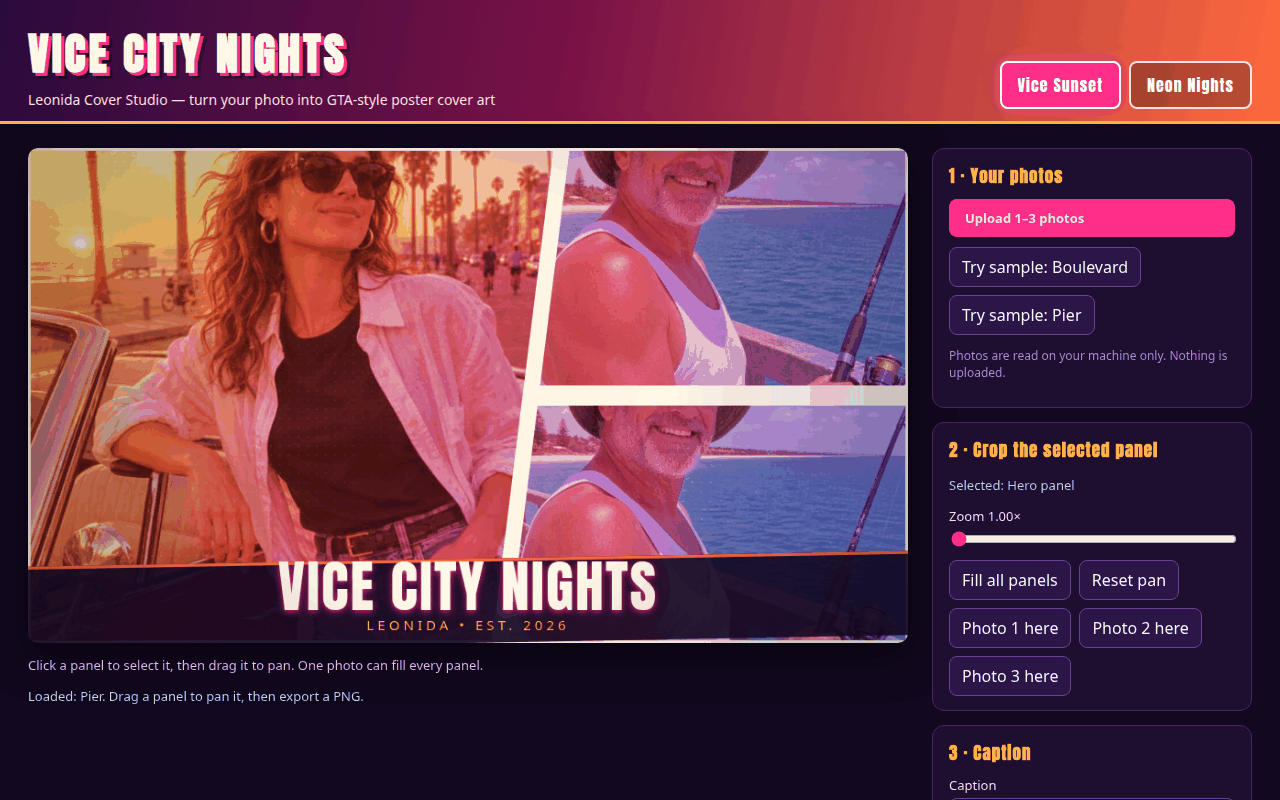 VICE CITY NIGHTS
Leonida Cover Studio — turn your photo into GTA-style poster cover art
Vice Sunset
Neon Nights
VICE CITY NIGHTS
LEONIDA • EST. 2026
Click a panel to select it, then drag it to pan. One photo can fill every panel.
Loaded: Pier. Drag a panel to pan it, then export a PNG.
1 · Your photos
Upload 1–3 photos
Try sample: Boulevard
Try sample: Pier
Photos are read on your machine only. Nothing is
uploaded.
2 · Crop the selected panel
Selected: Hero panel
Zoom 1.00×
Fill all panels
Reset pan
Photo 1 here
Photo 2 here
Photo 3 here
3 · Caption
Caption